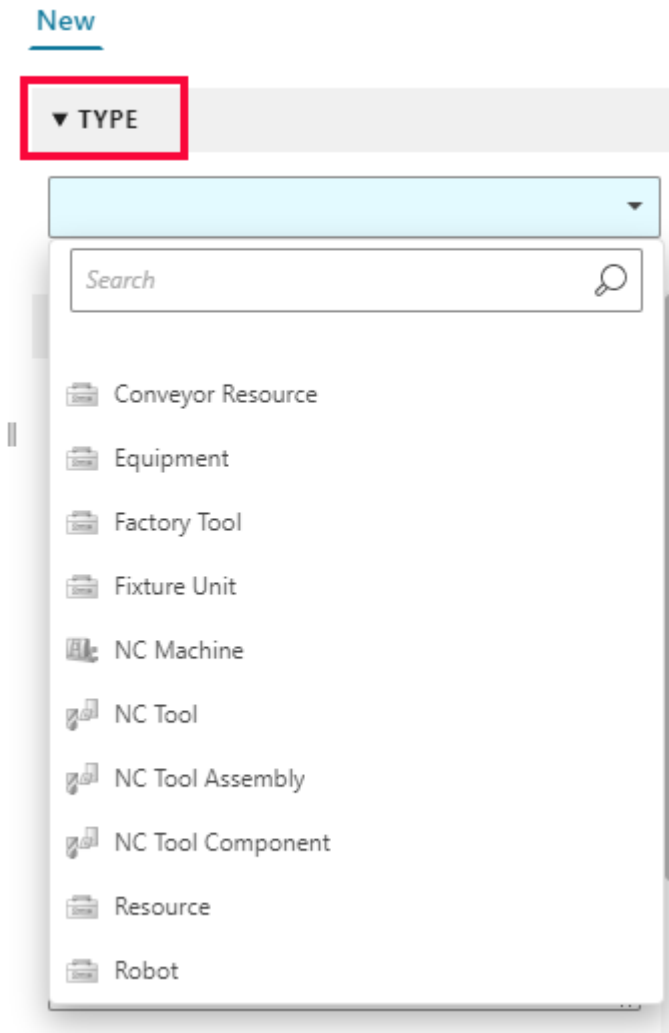 New
TYPE
Search
Conveyor Resource
Equipment
Factory Tool
Fixture Unit
NC Machine
NC Tool
NC Tool Assembly
NC Tool Component
Resource
Robot